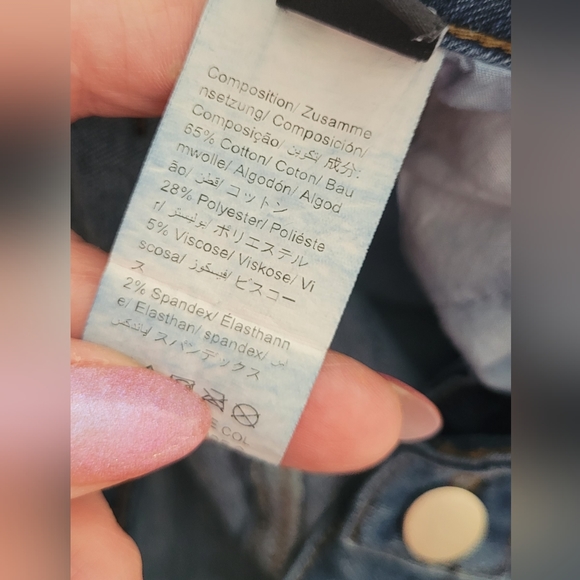 Composition/ Zusamme
nsetzung/ Composición/
Composição/ تكوين/ 成分:
65% Cotton/ Coton/ Bau
mwolle/ Algodón/ Algod
ão/ قطن/ コットン
28% Polyester/ Poliéste
r/ بوليستر/ ポリエステル
5% Viscose/ Viskose/ Vi
scosa/ فيسكوز/ ビスコー
ス
2% Spandex/ Élasthann
e/ Elasthan/ spandex/
スパンデックス
COL